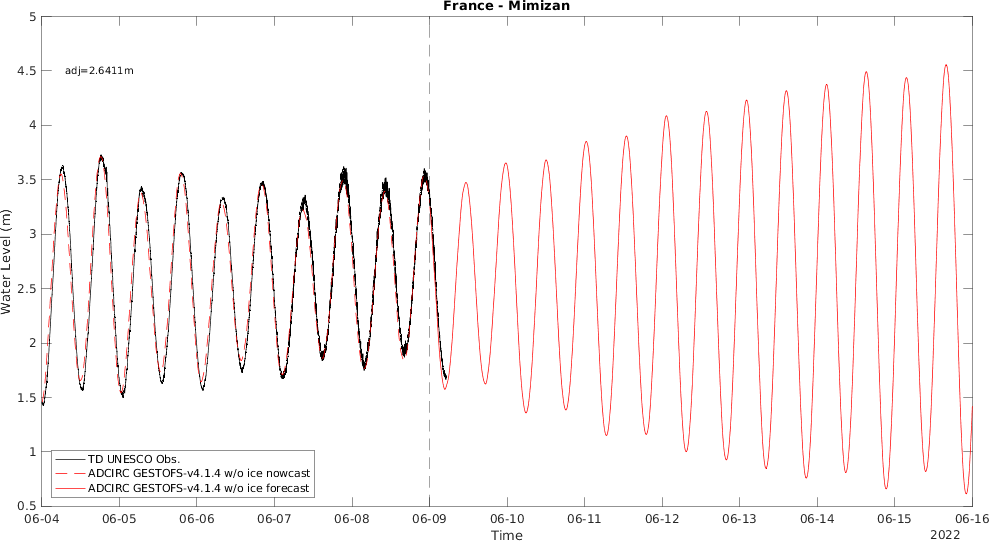 France - Mimizan
5
4.5
4
3.5
3
2.5
2
1.5
1
0.5
Water Level (m)
adj=2.6411m
TD UNESCO Obs.
ADCIRC GESTOFS-v4.1.4 w/o ice nowcast
ADCIRC GESTOFS-v4.1.4 w/o ice forecast
06-04 06-05 06-06 06-07 06-08 06-09 06-10 06-11 06-12 06-13 06-14 06-15 06-16
Time
2022